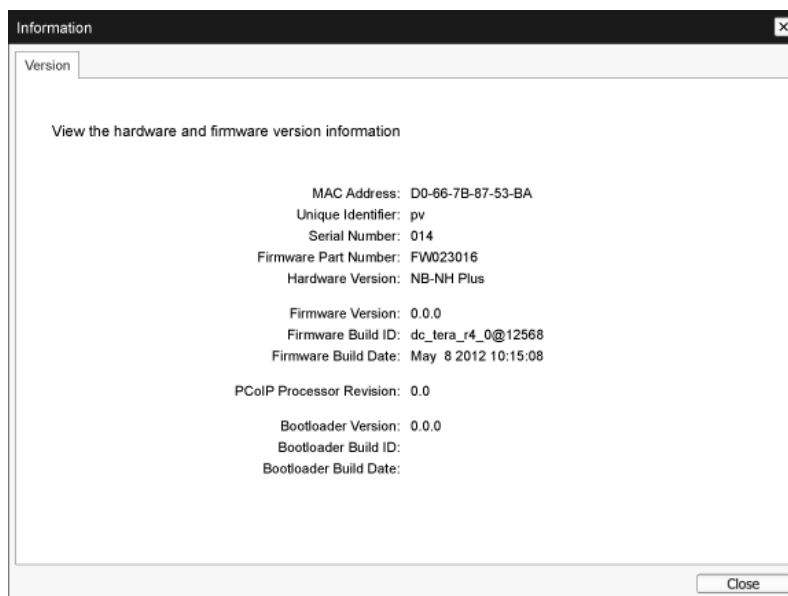 Information
Version
View the hardware and firmware version information
MAC Address: D0-66-7B-87-53-BA
Unique Identifier: pv
Serial Number: 014
Firmware Part Number: FW023016
Hardware Version: NB-NH Plus
Firmware Version: 0.0.0
Firmware Build ID: dc_tera_r4_0@12568
Firmware Build Date: May  8 2012 10:15:08
PCoIP Processor Revision: 0.0
Bootloader Version: 0.0.0
Bootloader Build ID:
Bootloader Build Date:
Close